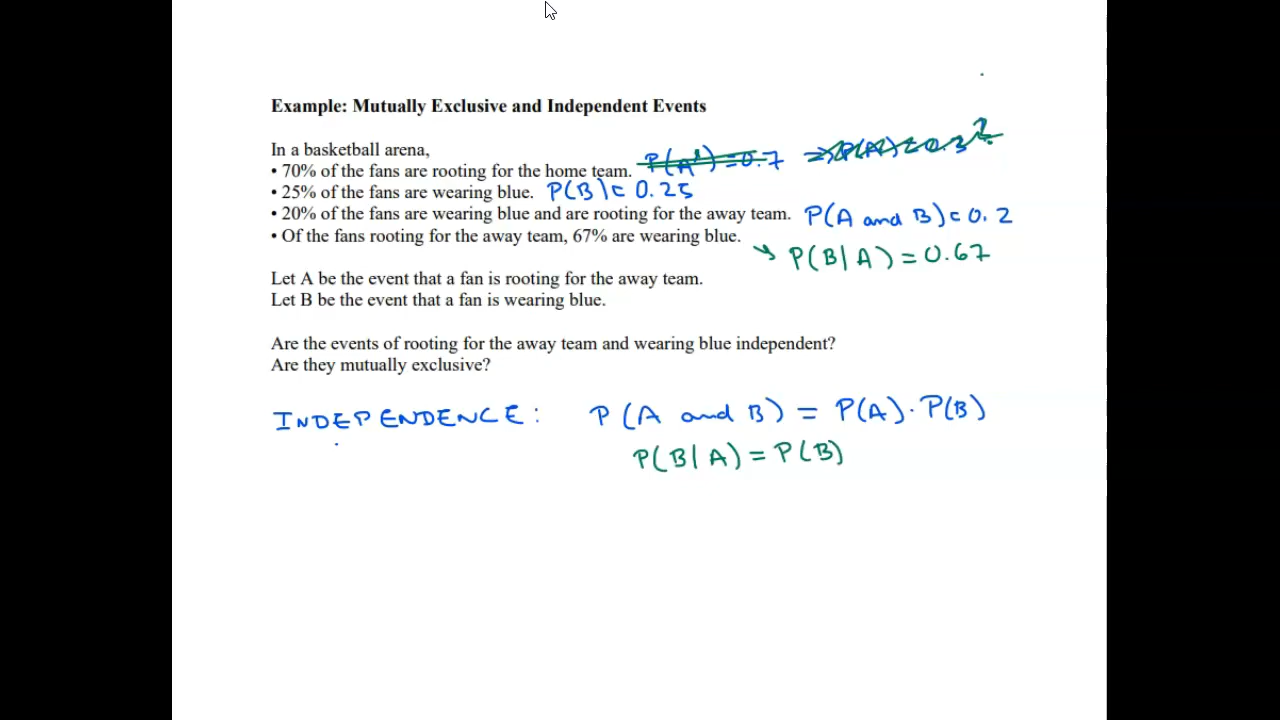 Example: Mutually Exclusive and Independent Events
In a basketball arena,
• 70% of the fans are rooting for the home team. P(A') = 0.7 ⇒ P(A) = 0.3 ?
• 25% of the fans are wearing blue. P(B) = 0.25
• 20% of the fans are wearing blue and are rooting for the away team. P(A and B) = 0.2
• Of the fans rooting for the away team, 67% are wearing blue.
↘ P(B|A) = 0.67
Let A be the event that a fan is rooting for the away team.
Let B be the event that a fan is wearing blue.
Are the events of rooting for the away team and wearing blue independent?
Are they mutually exclusive?
INDEPENDENCE: P(A and B) = P(A) · P(B)
P(B|A) = P(B)